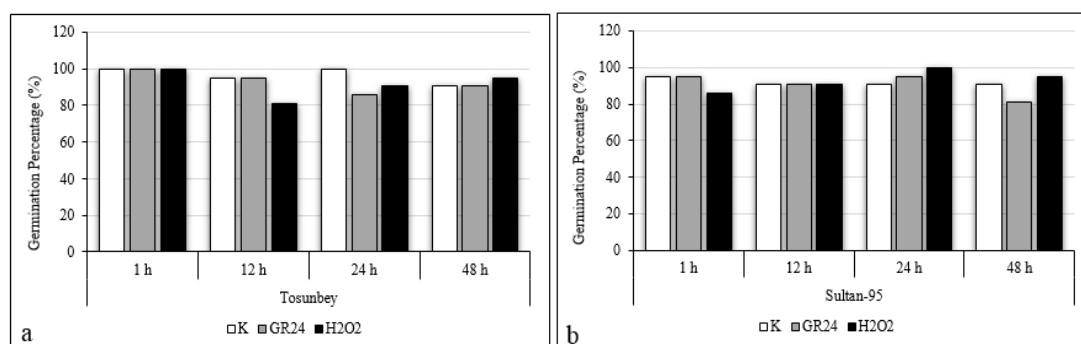 120
100
80
60
40
20
0
Germination Percentage (%)
1 h 12 h 24 h 48 h
Tosunbey
K GR24 H2O2
a
120
100
80
60
40
20
0
Germination Percentage (%)
1 h 12 h 24 h 48 h
Sultan-95
K GR24 H2O2
b